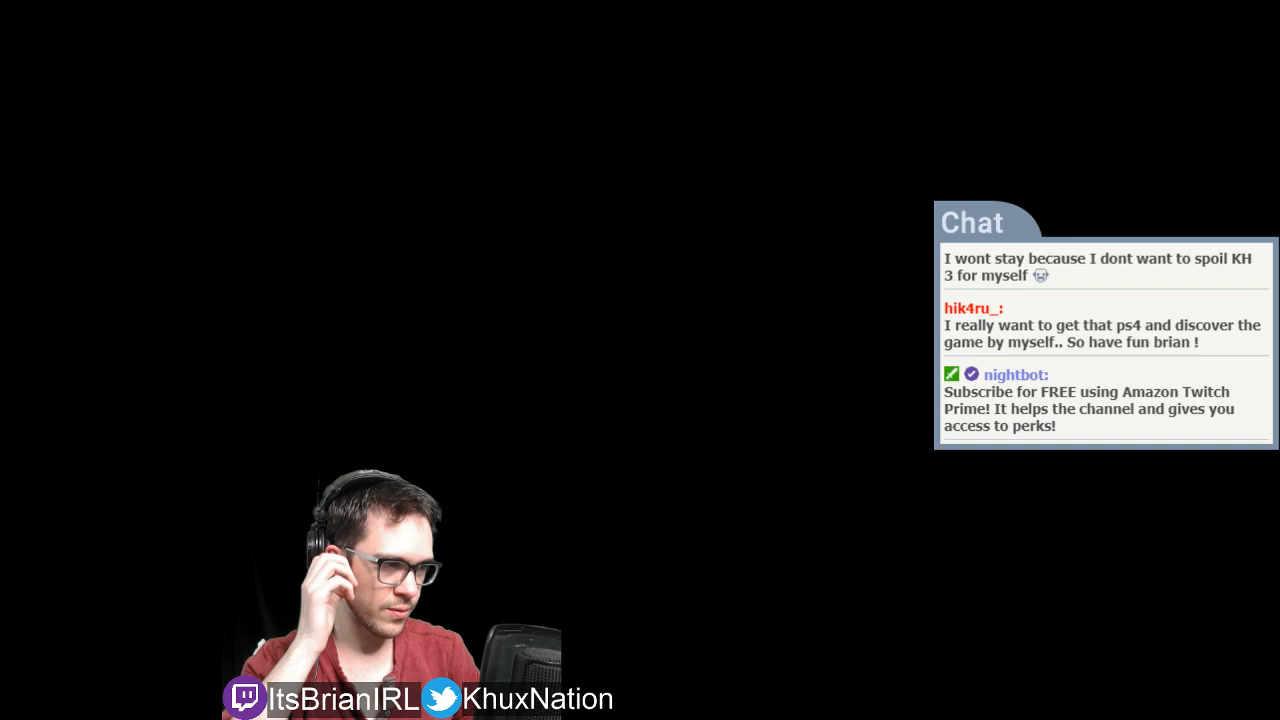 Chat
I wont stay because I dont want to spoil KH
3 for myself
hik4ru_:
I really want to get that ps4 and discover the
game by myself.. So have fun brian !
nightbot:
Subscribe for FREE using Amazon Twitch
Prime! It helps the channel and gives you
access to perks!
ItsBrianIRL KhuxNation